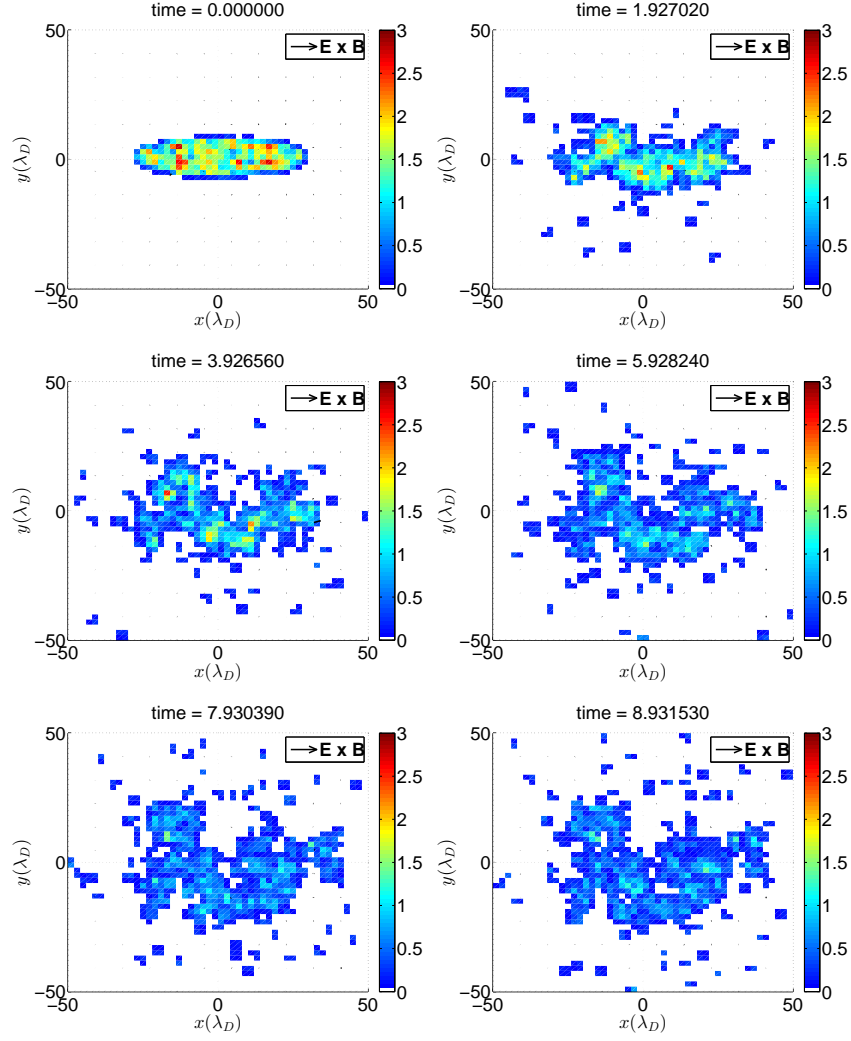 time = 0.000000
E x B
50
0
−50
y(λ_D)
−50 0 50
x(λ_D)
3
2.5
2
1.5
1
0.5
0
time = 1.927020
E x B
50
0
−50
y(λ_D)
−50 0 50
x(λ_D)
3
2.5
2
1.5
1
0.5
0
time = 3.926560
E x B
50
0
−50
y(λ_D)
−50 0 50
x(λ_D)
3
2.5
2
1.5
1
0.5
0
time = 5.928240
E x B
50
0
−50
y(λ_D)
−50 0 50
x(λ_D)
3
2.5
2
1.5
1
0.5
0
time = 7.930390
E x B
50
0
−50
y(λ_D)
−50 0 50
x(λ_D)
3
2.5
2
1.5
1
0.5
0
time = 8.931530
E x B
50
0
−50
y(λ_D)
−50 0 50
x(λ_D)
3
2.5
2
1.5
1
0.5
0